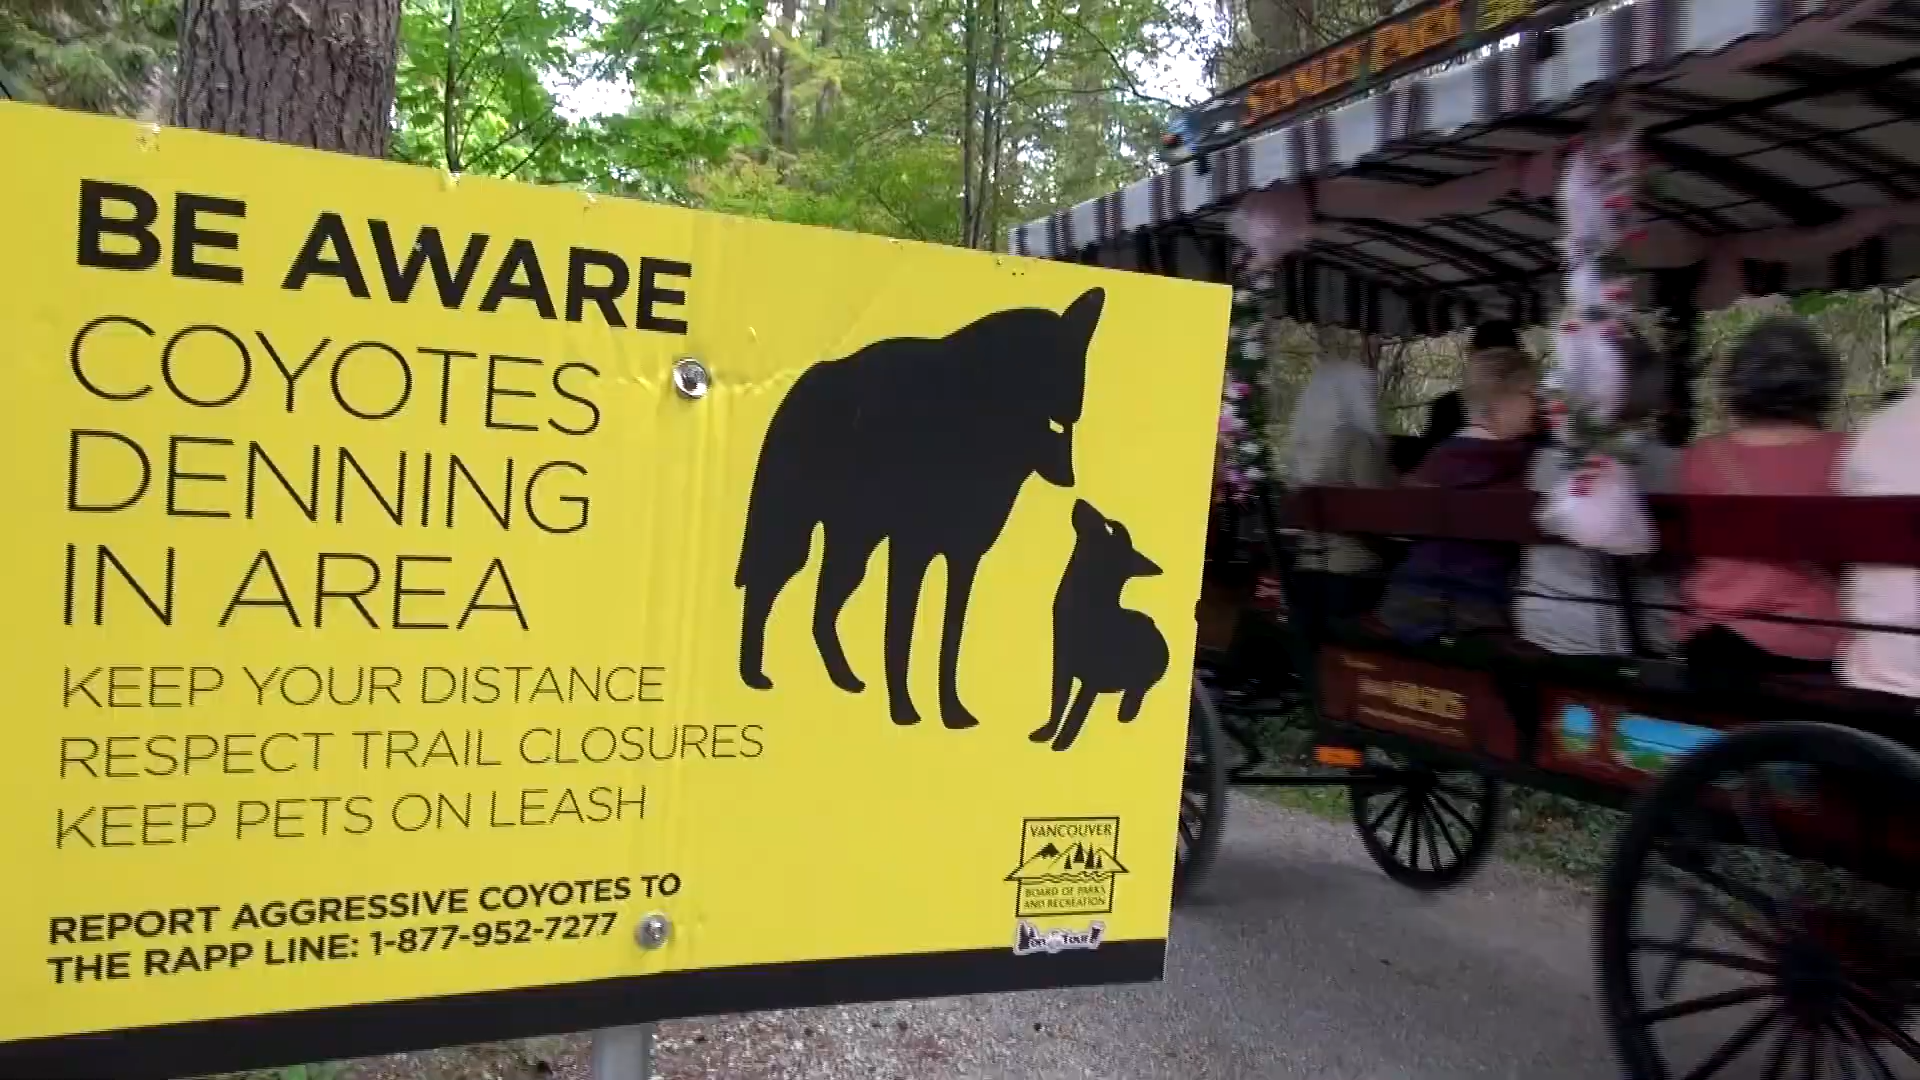 BE AWARE
COYOTES
DENNING
IN AREA
KEEP YOUR DISTANCE
RESPECT TRAIL CLOSURES
KEEP PETS ON LEASH
REPORT AGGRESSIVE COYOTES TO
THE RAPP LINE: 1-877-952-7277
VANCOUVER
BOARD OF PARKS
AND RECREATION
STANLEY PARK